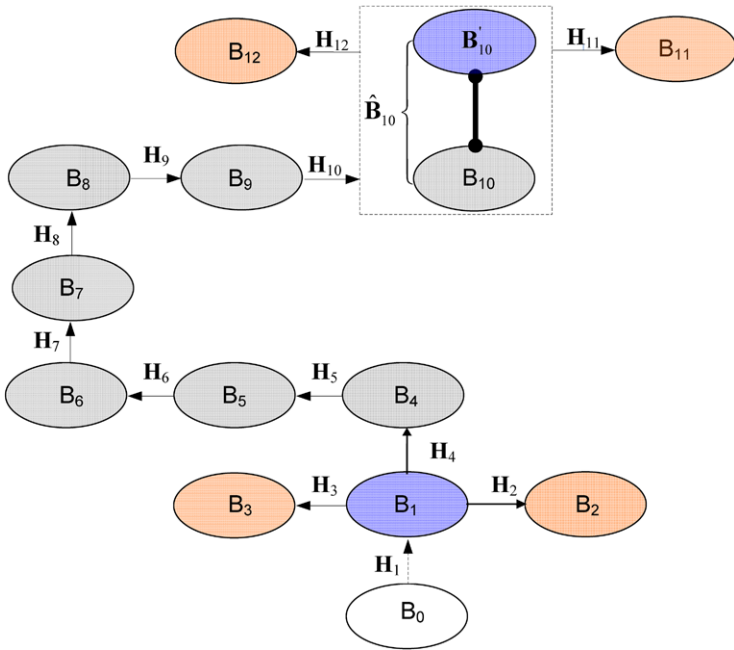 B₁₂ H₁₂ B′₁₀ H₁₁ B₁₁
B̂₁₀
B₈ H₉ B₉ H₁₀ B₁₀
H₈
B₇
H₇
B₆ H₆ B₅ H₅ B₄
H₄
B₃ H₃ B₁ H₂ B₂
H₁
B₀